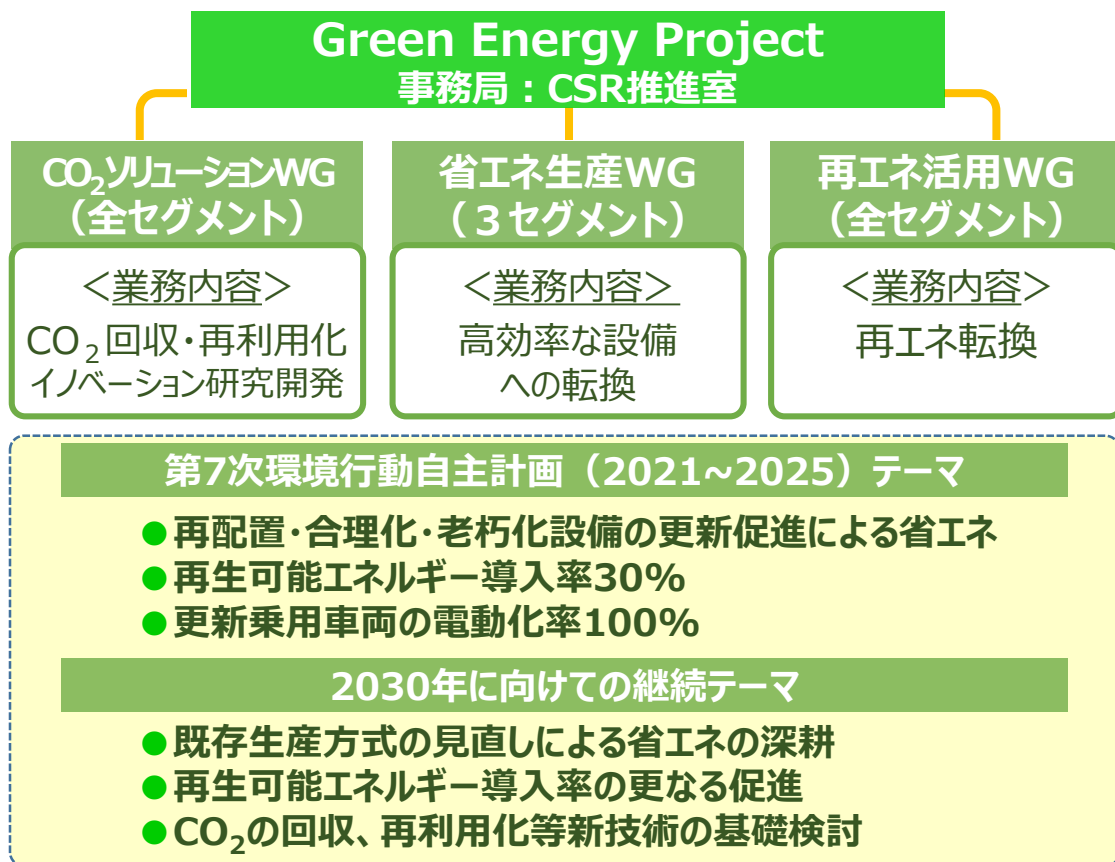 Green Energy Project
事務局：CSR推進室
CO₂ソリューションWG
（全セグメント）
＜業務内容＞
CO₂回収・再利用化
イノベーション研究開発
省エネ生産WG
（３セグメント）
＜業務内容＞
高効率な設備
への転換
再エネ活用WG
（全セグメント）
＜業務内容＞
再エネ転換
第7次環境行動自主計画（2021~2025）テーマ
●再配置・合理化・老朽化設備の更新促進による省エネ
●再生可能エネルギー導入率30%
●更新乗用車両の電動化率100%
2030年に向けての継続テーマ
●既存生産方式の見直しによる省エネの深耕
●再生可能エネルギー導入率の更なる促進
●CO₂の回収、再利用化等新技術の基礎検討